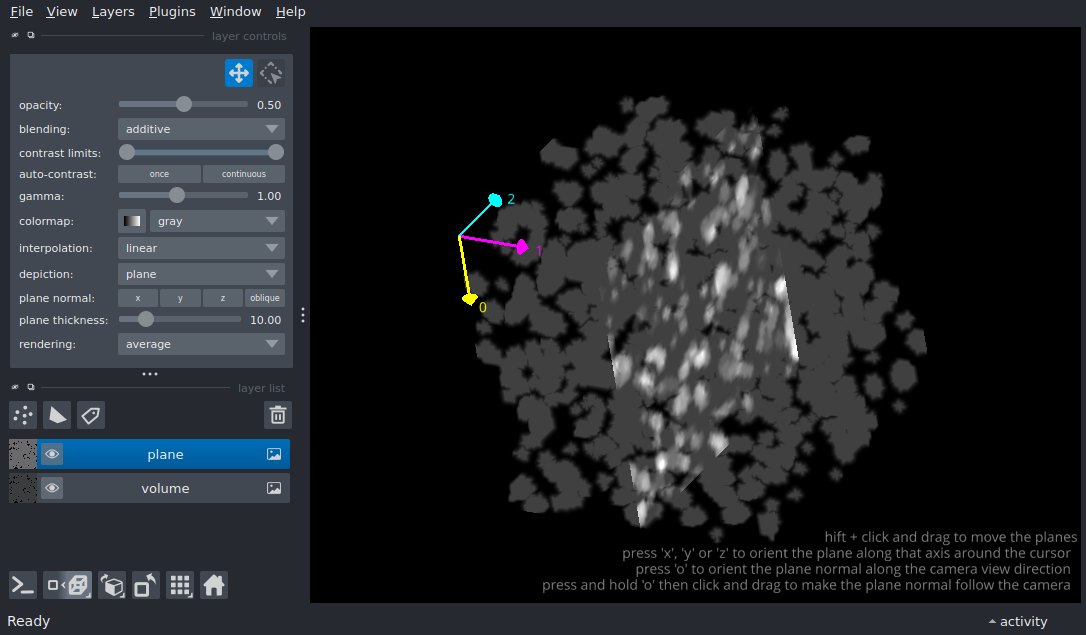 File View Layers Plugins Window Help
layer controls
opacity: 0.50
blending: additive
contrast limits:
auto-contrast: once continuous
gamma: 1.00
colormap: gray
interpolation: linear
depiction: plane
plane normal: x y z oblique
plane thickness: 10.00
rendering: average
layer list
plane
volume
2
1
0
hift + click and drag to move the planes
press 'x', 'y' or 'z' to orient the plane along that axis around the cursor
press 'o' to orient the plane normal along the camera view direction
press and hold 'o' then click and drag to make the plane normal follow the camera
Ready
activity